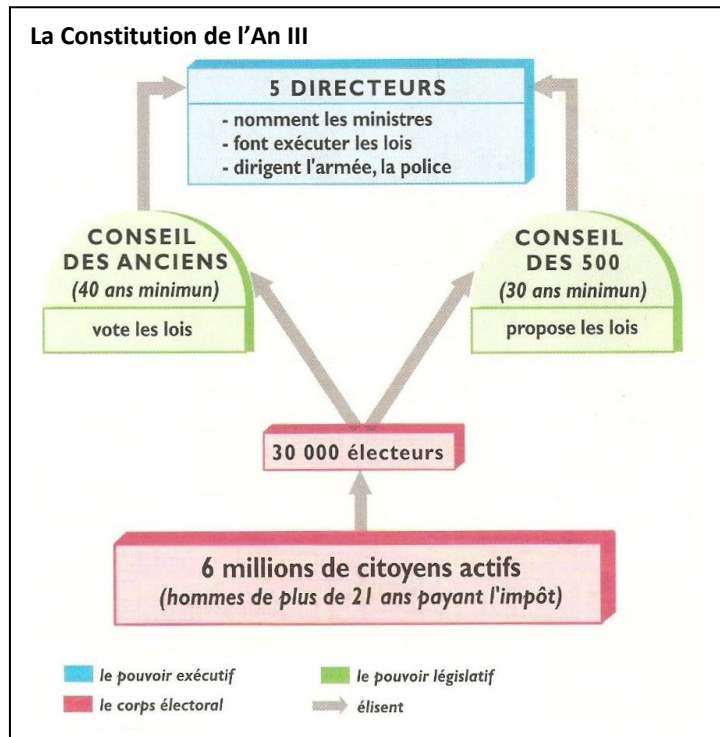 La Constitution de l’An III
5 DIRECTEURS
- nomment les ministres
- font exécuter les lois
- dirigent l'armée, la police
CONSEIL
DES ANCIENS
(40 ans minimun)
vote les lois
CONSEIL
DES 500
(30 ans minimun)
propose les lois
30 000 électeurs
6 millions de citoyens actifs
(hommes de plus de 21 ans payant l'impôt)
le pouvoir exécutif
le pouvoir législatif
le corps électoral
élisent